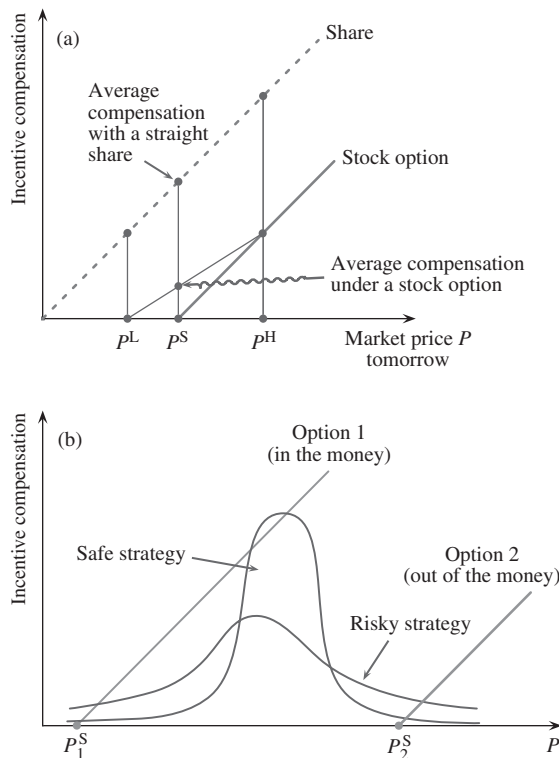 (a)
Incentive compensation
Share
Average
compensation
with a straight
share
Stock option
Average compensation
under a stock option
P^L
P^S
P^H
Market price P
tomorrow
(b)
Incentive compensation
Option 1
(in the money)
Safe strategy
Option 2
(out of the money)
Risky strategy
P_1^S
P_2^S
P